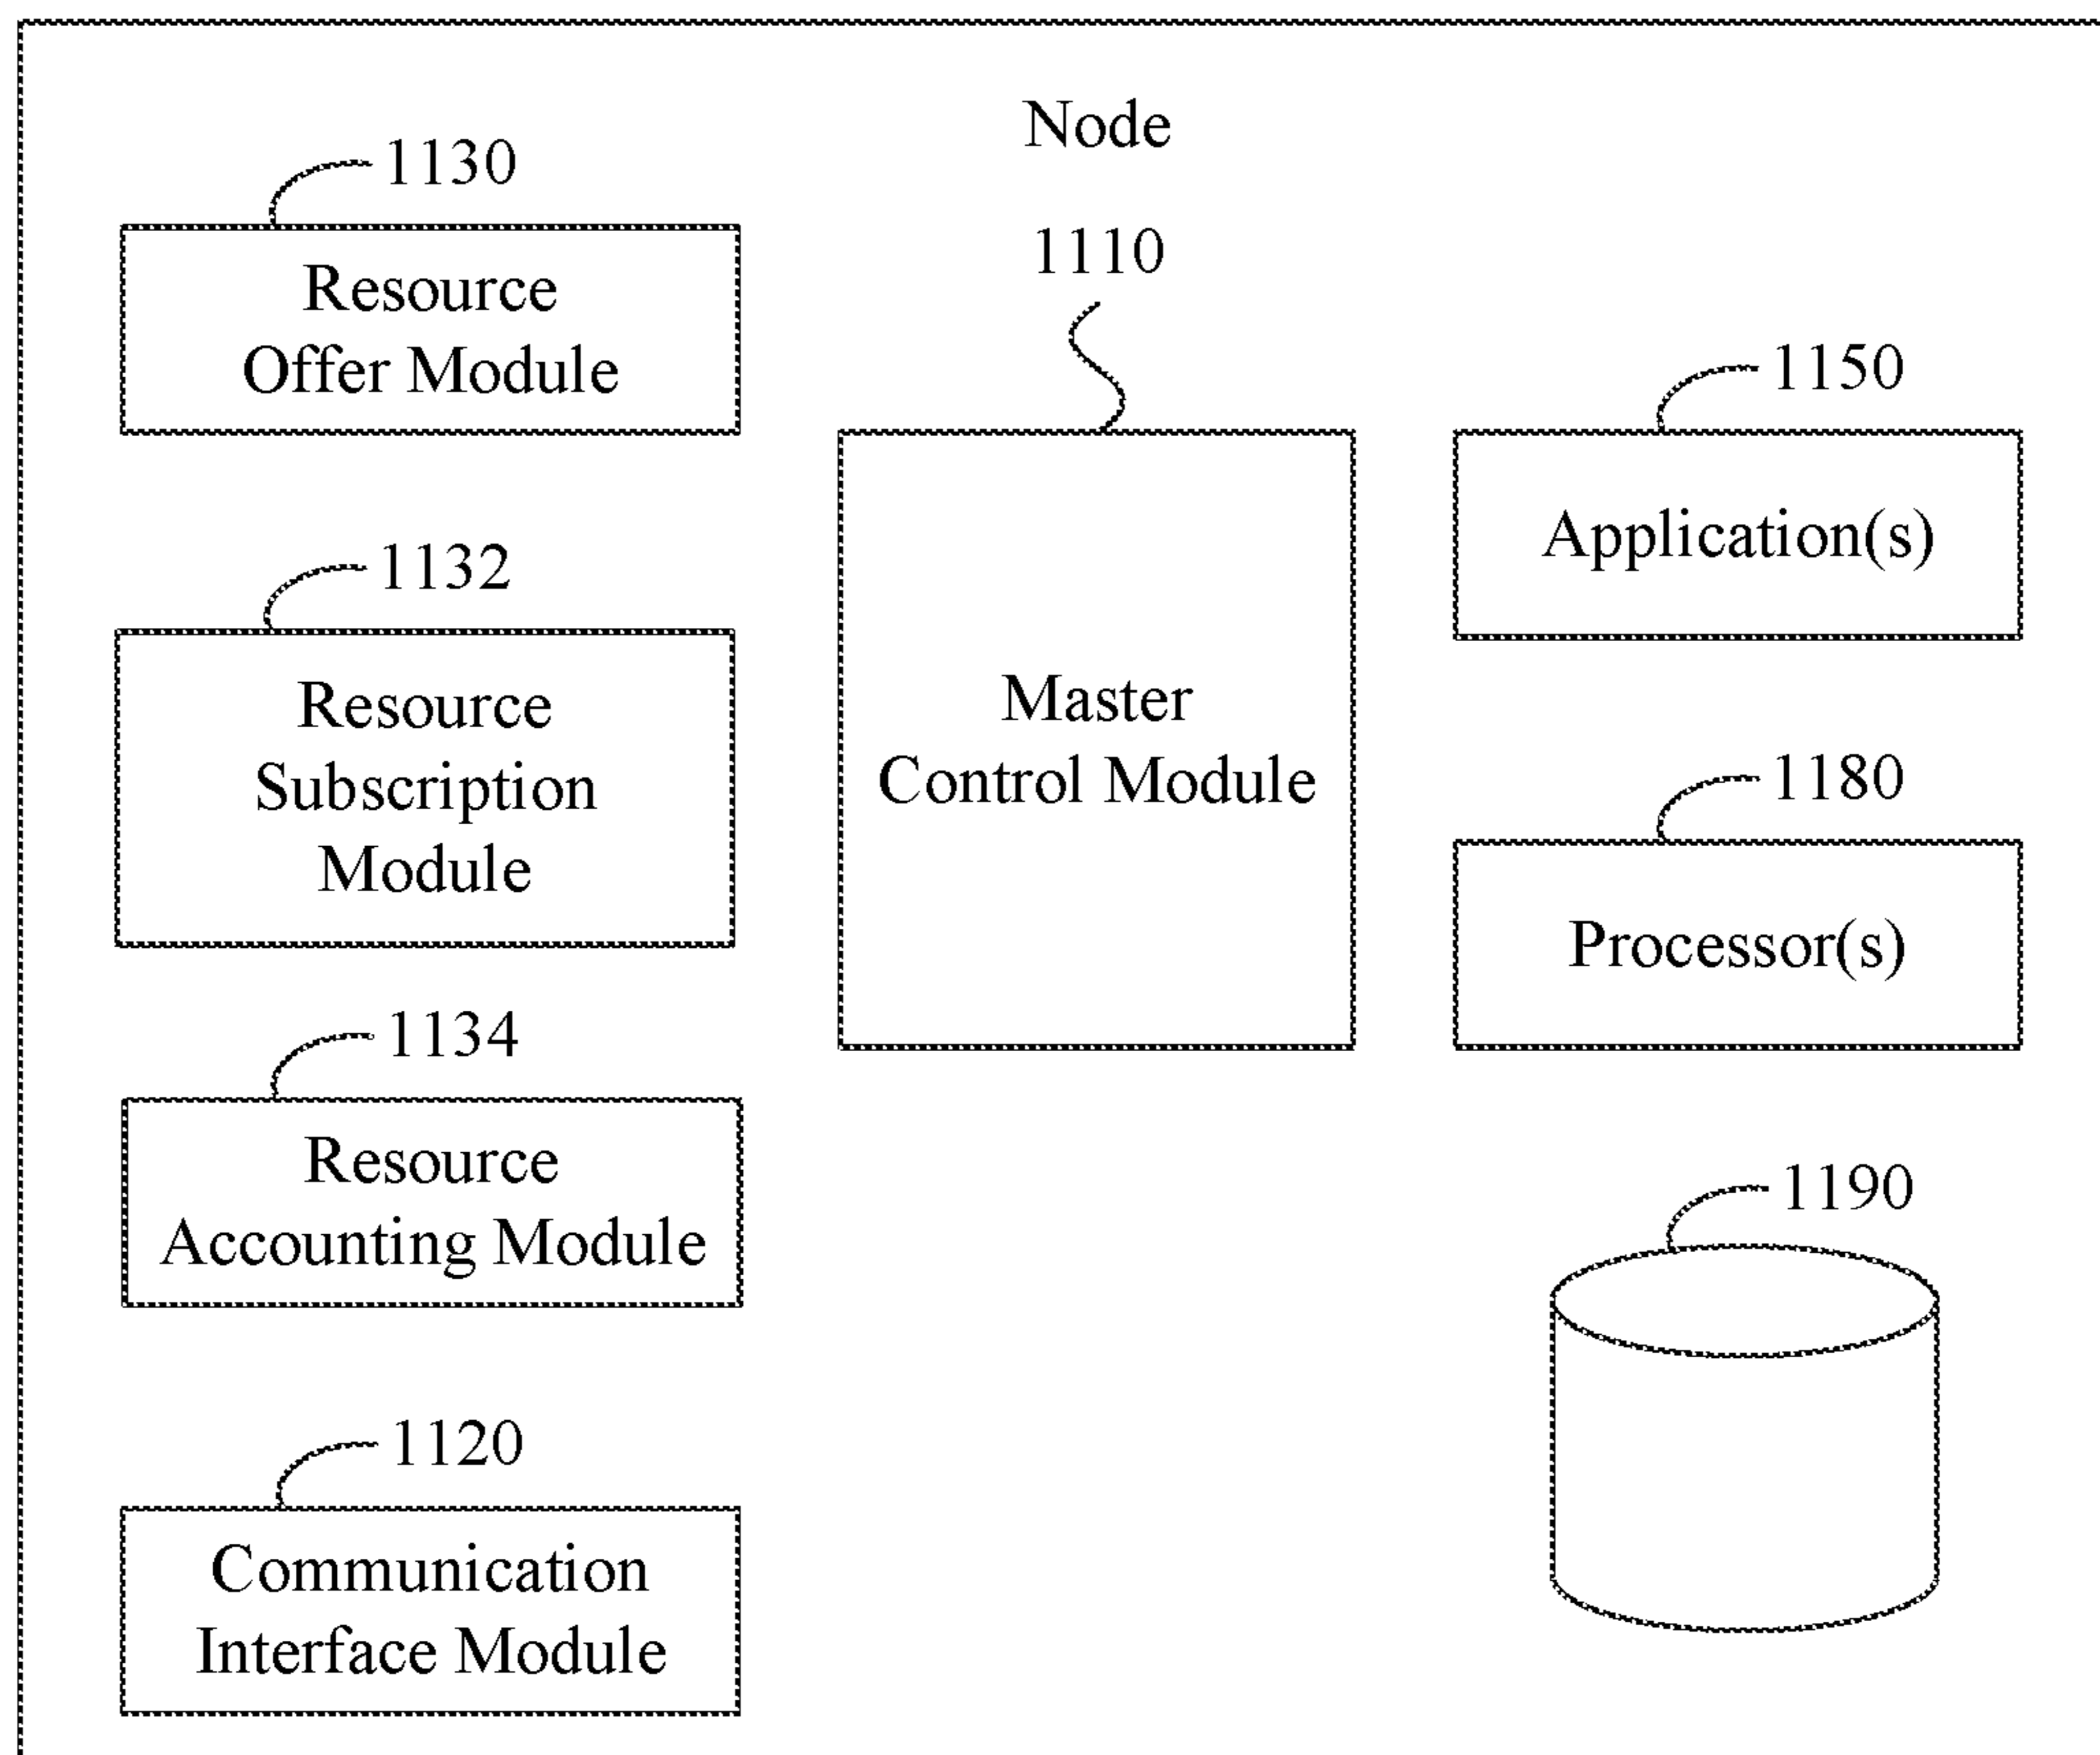 Node
1130
Resource
Offer Module
1132
Resource
Subscription
Module
1134
Resource
Accounting Module
1120
Communication
Interface Module
1110
Master
Control Module
1150
Application(s)
1180
Processor(s)
1190